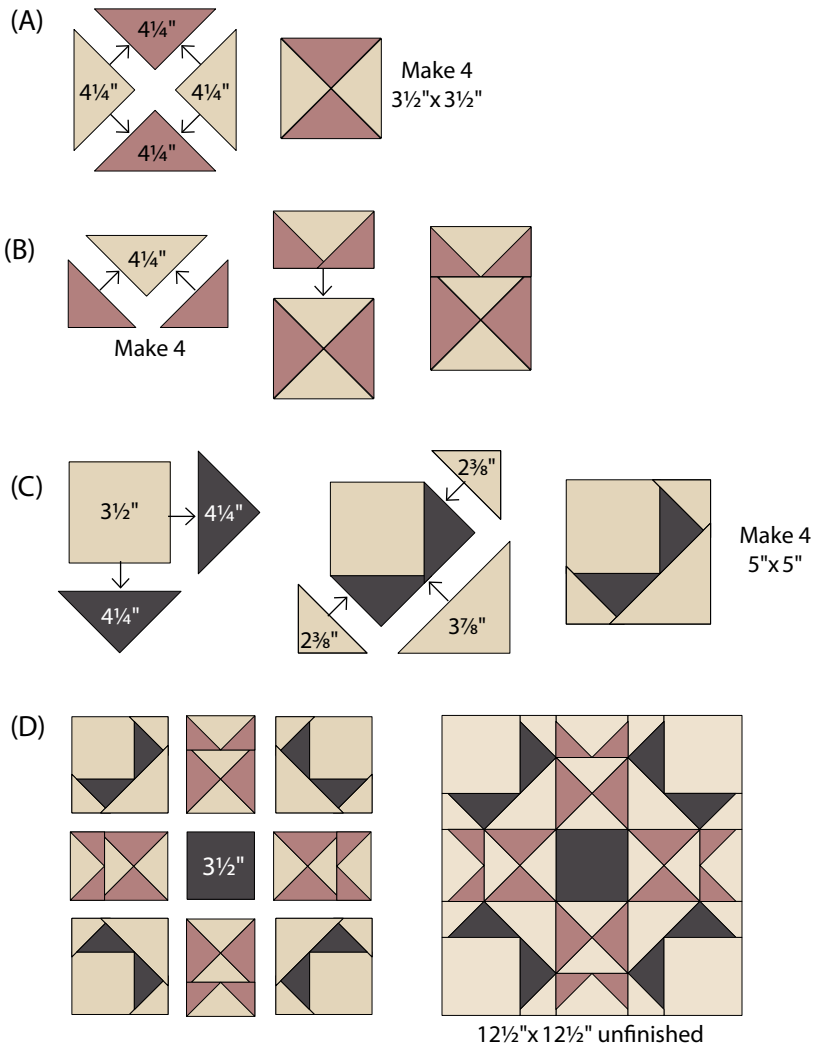 (A)
4¼"
4¼" 4¼"
4¼"
Make 4
3½"x 3½"
(B)
4¼"
Make 4
(C)
3½"
4¼"
4¼"
2⅜"
2⅜"
3⅞"
Make 4
5"x 5"
(D)
3½"
12½"x 12½" unfinished